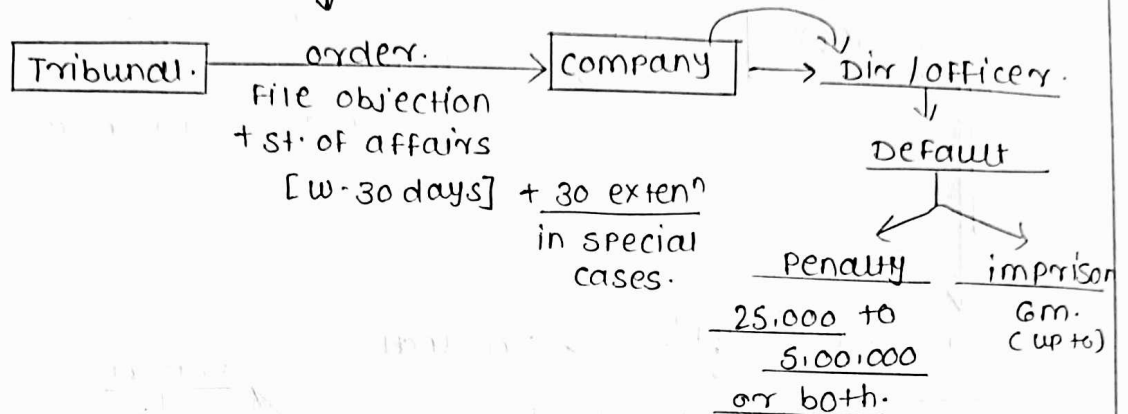 Tribunal.
order.
company
Dir/officer.
File objection
+ St. of affairs
[w.30 days] + 30 extenⁿ
in special
cases.
Default
Penalty
25,000 to
5,00,000
or both.
imprison
6m.
(up to)